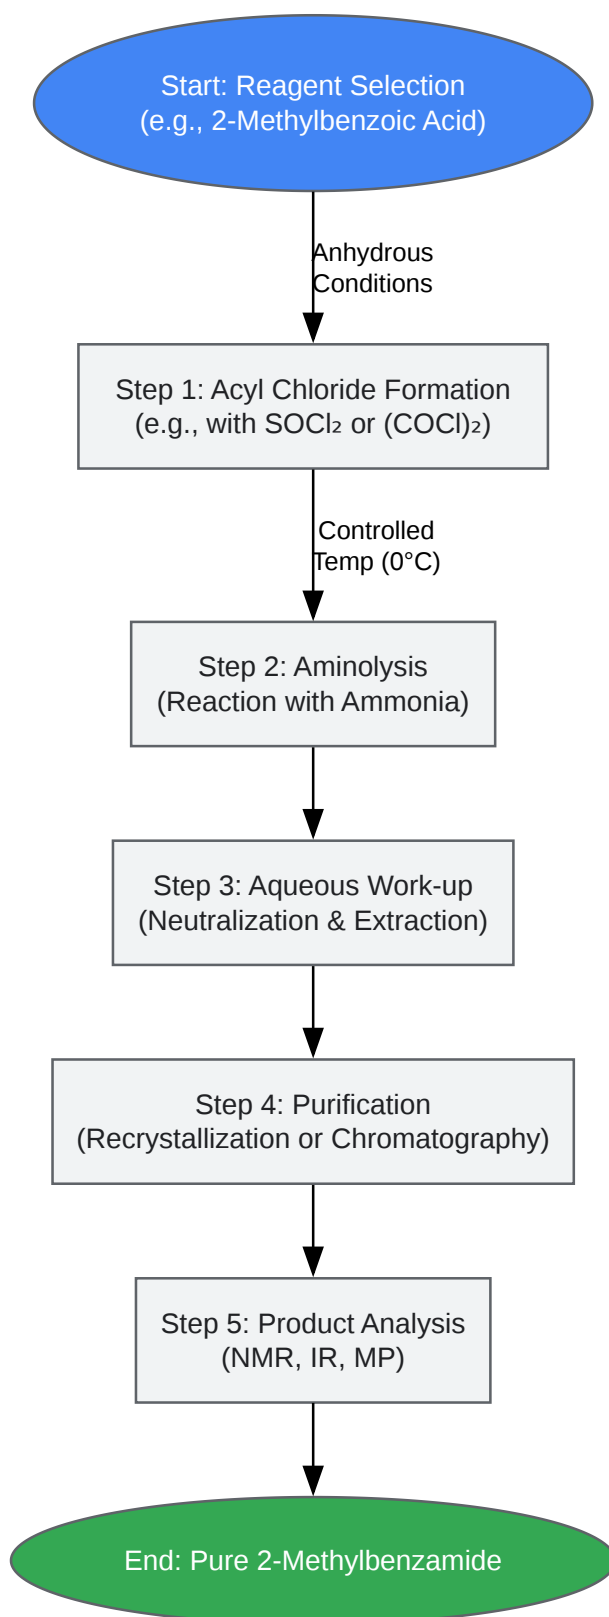 Start: Reagent Selection
(e.g., 2-Methylbenzoic Acid)
Anhydrous
Conditions
Step 1: Acyl Chloride Formation
(e.g., with SOCl₂ or (COCl)₂)
Controlled
Temp (0°C)
Step 2: Aminolysis
(Reaction with Ammonia)
Step 3: Aqueous Work-up
(Neutralization & Extraction)
Step 4: Purification
(Recrystallization or Chromatography)
Step 5: Product Analysis
(NMR, IR, MP)
End: Pure 2-Methylbenzamide